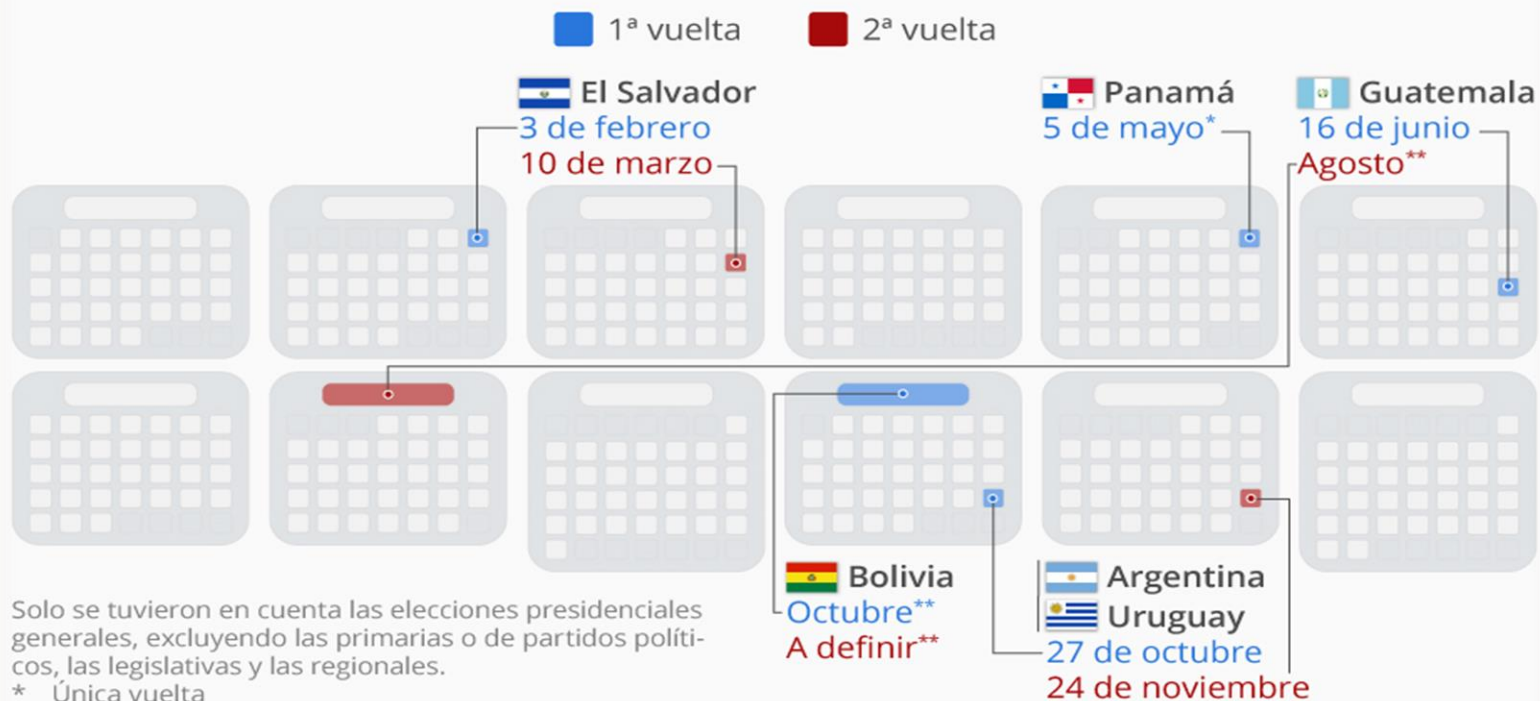 1ª vuelta
2ª vuelta
El Salvador
3 de febrero
10 de marzo
Panamá
5 de mayo*
Guatemala
16 de junio
Agosto**
Bolivia
Octubre**
A definir**
Argentina
Uruguay
27 de octubre
24 de noviembre
Solo se tuvieron en cuenta las elecciones presidenciales
generales, excluyendo las primarias o de partidos políti-
cos, las legislativas y las regionales.
* Única vuelta